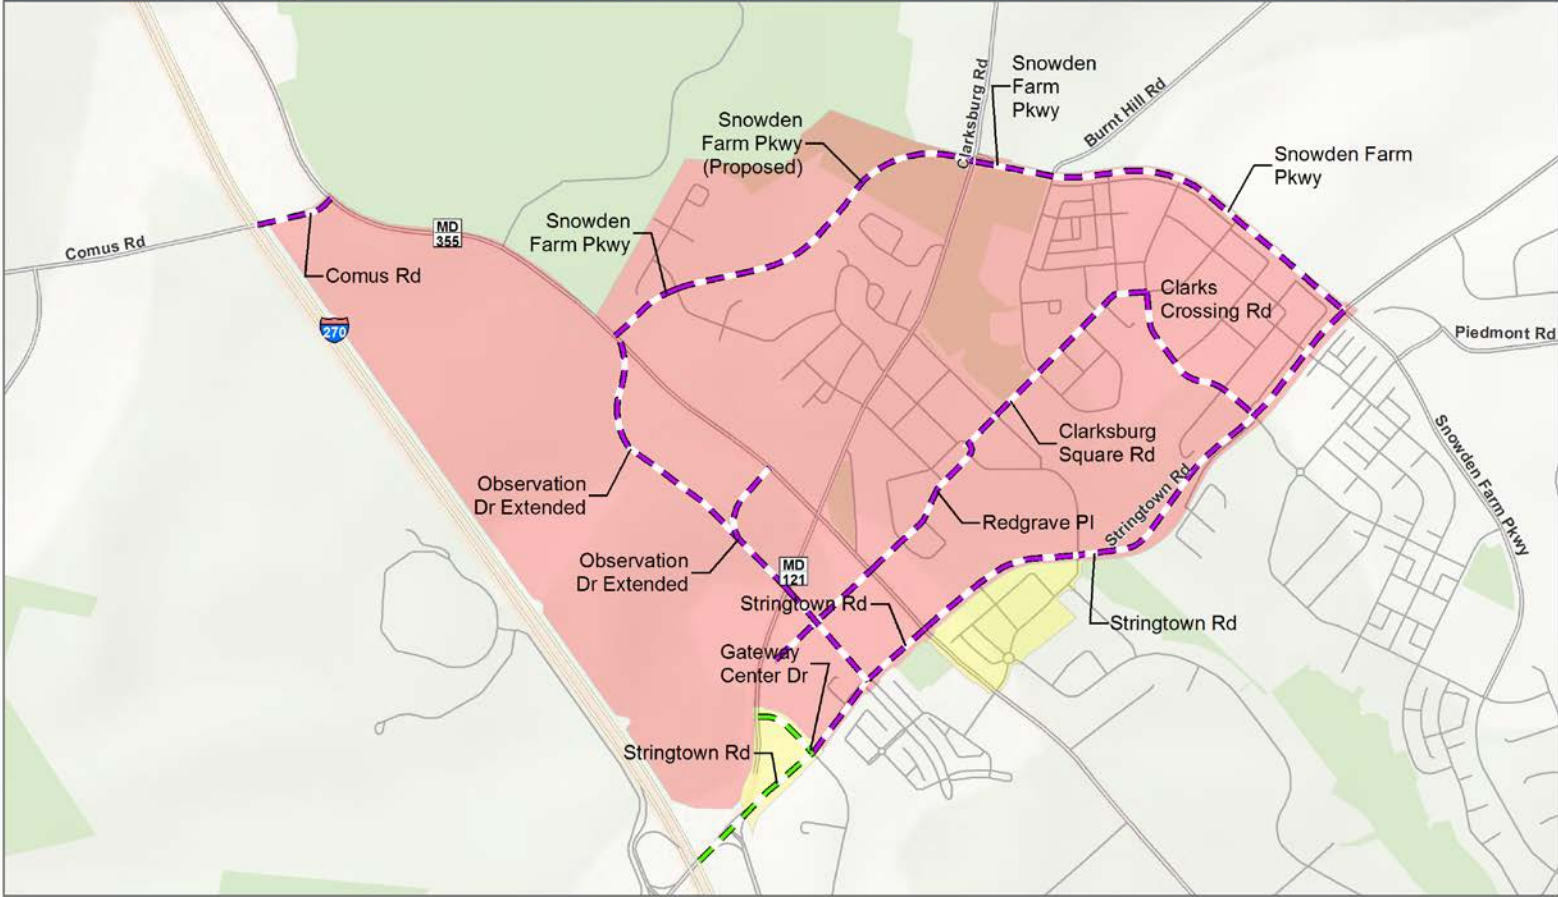 Snowden
Farm
Pkwy
Clarksburg Rd
Burnt Hill Rd
Snowden
Farm Pkwy
(Proposed)
Snowden Farm
Pkwy
Snowden
Farm Pkwy
MD
355
Comus Rd
Comus Rd
270
Clarks
Crossing Rd
Piedmont Rd
Snowden Farm Pkwy
Clarksburg
Square Rd
Observation
Dr Extended
Redgrave Pl
Stringtown Rd
Observation
Dr Extended
MD
121
Stringtown Rd
Stringtown Rd
Gateway
Center Dr
Stringtown Rd